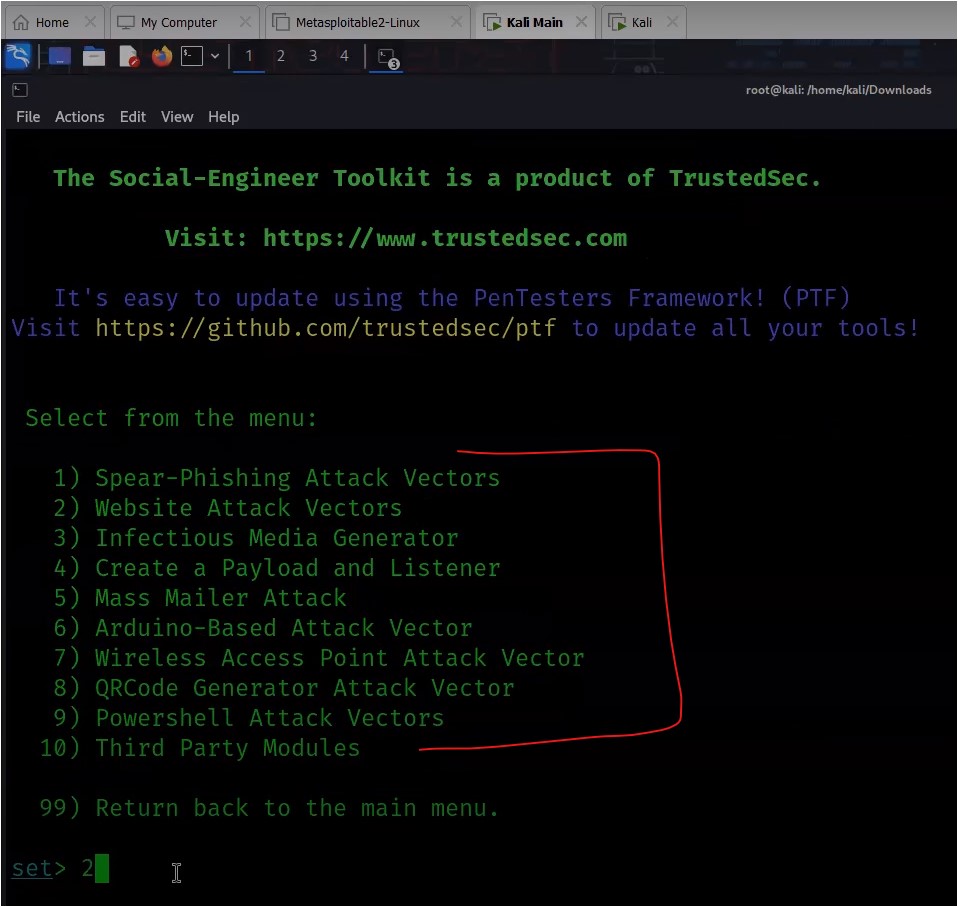 Home
My Computer
Metasploitable2-Linux
Kali Main
Kali
1 2 3 4
3
root@kali: /home/kali/Downloads
File Actions Edit View Help
The Social-Engineer Toolkit is a product of TrustedSec.
Visit: https://www.trustedsec.com
It's easy to update using the PenTesters Framework! (PTF)
Visit https://github.com/trustedsec/ptf to update all your tools!
Select from the menu:
1) Spear-Phishing Attack Vectors
2) Website Attack Vectors
3) Infectious Media Generator
4) Create a Payload and Listener
5) Mass Mailer Attack
6) Arduino-Based Attack Vector
7) Wireless Access Point Attack Vector
8) QRCode Generator Attack Vector
9) Powershell Attack Vectors
10) Third Party Modules
99) Return back to the main menu.
set> 2